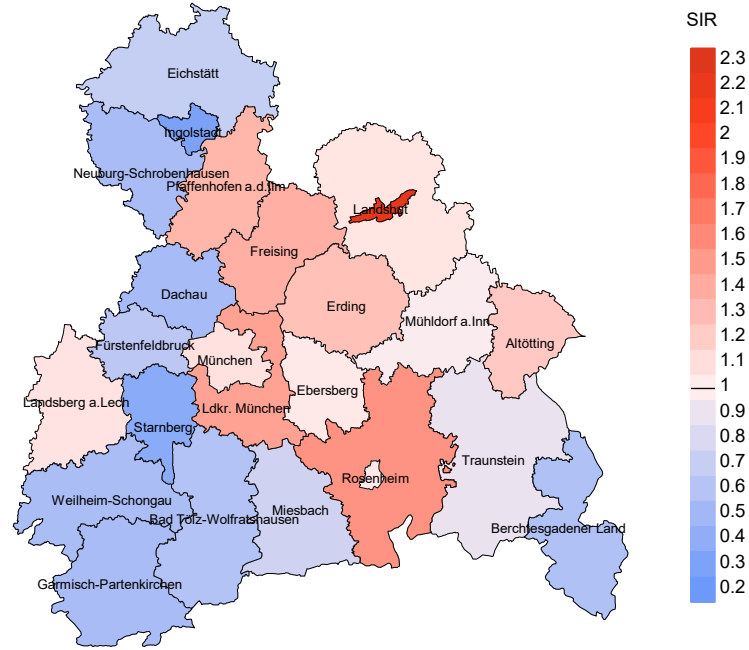 SIR
Eichstätt
Ingolstadt
Neuburg-Schrobenhausen
Pfaffenhofen a.d.Ilm
Landshut
Freising
Dachau
Erding
Mühldorf a.Inn
Altötting
Fürstenfeldbruck
München
Ebersberg
Landsberg a.Lech
Ldkr. München
Starnberg
Traunstein
Rosenheim
Weilheim-Schongau
Miesbach
Bad Tölz-Wolfratshausen
Berchtesgadener Land
Garmisch-Partenkirchen
2.3
2.2
2.1
2
1.9
1.8
1.7
1.6
1.5
1.4
1.3
1.2
1.1
1
0.9
0.8
0.7
0.6
0.5
0.4
0.3
0.2